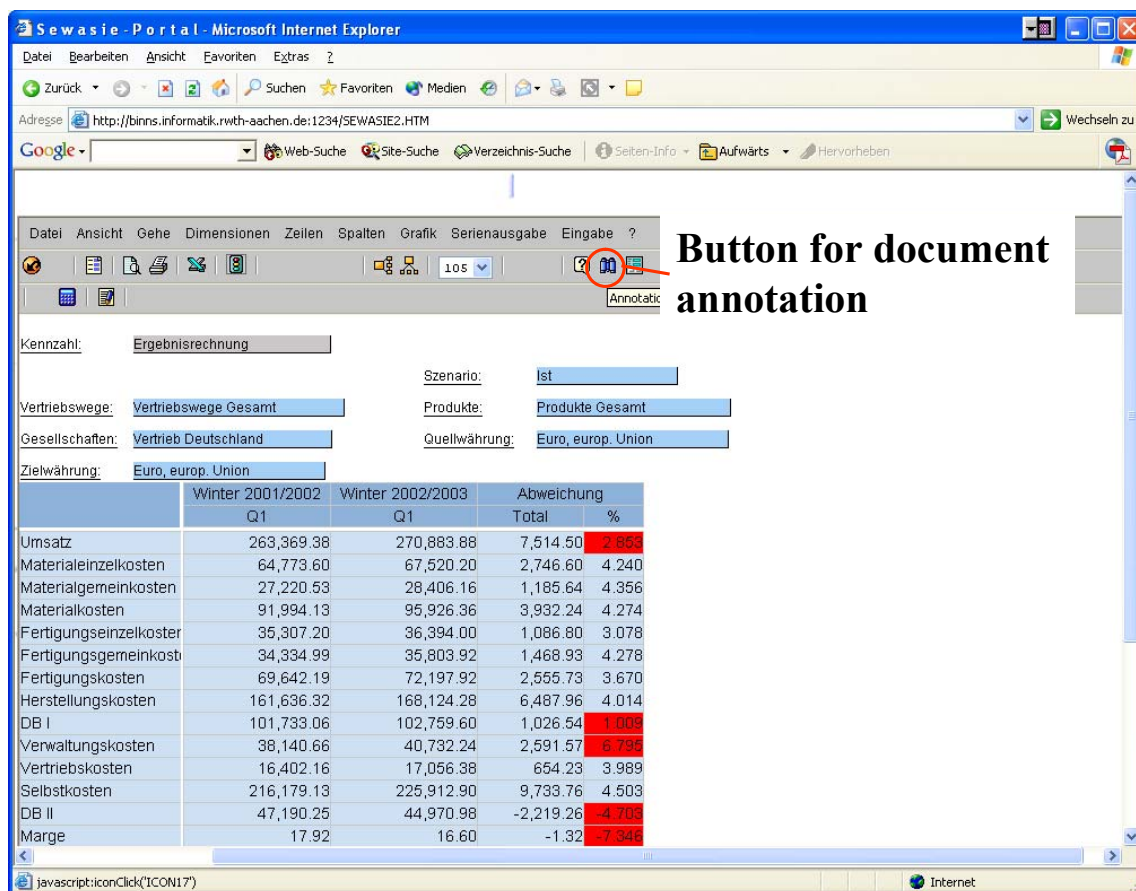 Sewasie-Portal - Microsoft Internet Explorer
Datei Bearbeiten Ansicht Favoriten Extras ?
Zurück Suchen Favoriten Medien
Adresse http://binns.informatik.rwth-aachen.de:1234/SEWASIE2.HTM Wechseln zu
Google Web-Suche Site-Suche Verzeichnis-Suche Seiten-Info Aufwärts Hervorheben
Datei Ansicht Gehe Dimensionen Zeilen Spalten Grafik Serienausgabe Eingabe ?
105
Button for document
annotation
Annotatio
Kennzahl: Ergebnisrechnung
Szenario: Ist
Vertriebswege: Vertriebswege Gesamt Produkte: Produkte Gesamt
Gesellschaften: Vertrieb Deutschland Quellwährung: Euro, europ. Union
Zielwährung: Euro, europ. Union
Winter 2001/2002 Winter 2002/2003 Abweichung
Q1 Q1 Total %
Umsatz 263,369.38 270,883.88 7,514.50 2.853
Materialeinzelkosten 64,773.60 67,520.20 2,746.60 4.240
Materialgemeinkosten 27,220.53 28,406.16 1,185.64 4.356
Materialkosten 91,994.13 95,926.36 3,932.24 4.274
Fertigungseinzelkoster 35,307.20 36,394.00 1,086.80 3.078
Fertigungsgemeinkost 34,334.99 35,803.92 1,468.93 4.278
Fertigungskosten 69,642.19 72,197.92 2,555.73 3.670
Herstellungskosten 161,636.32 168,124.28 6,487.96 4.014
DB I 101,733.06 102,759.60 1,026.54 1.009
Verwaltungskosten 38,140.66 40,732.24 2,591.57 6.795
Vertriebskosten 16,402.16 17,056.38 654.23 3.989
Selbstkosten 216,179.13 225,912.90 9,733.76 4.503
DB II 47,190.25 44,970.98 -2,219.26 -4.703
Marge 17.92 16.60 -1.32 -7.346
javascript:iconClick('ICON17') Internet